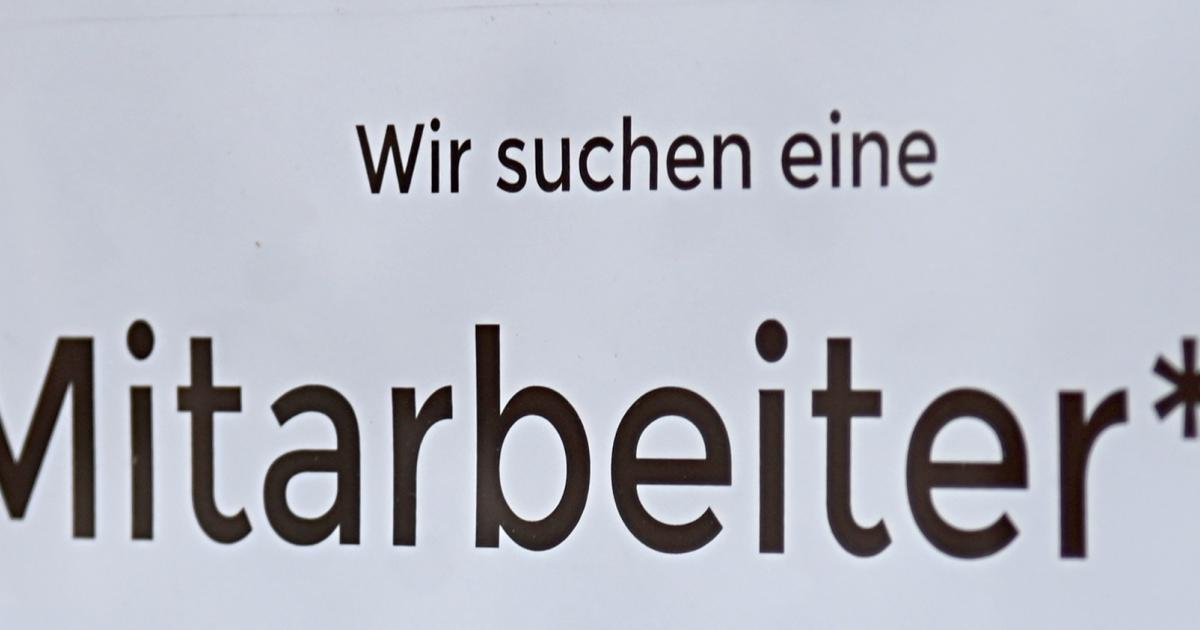 Wir suchen eine
Mitarbeiter*